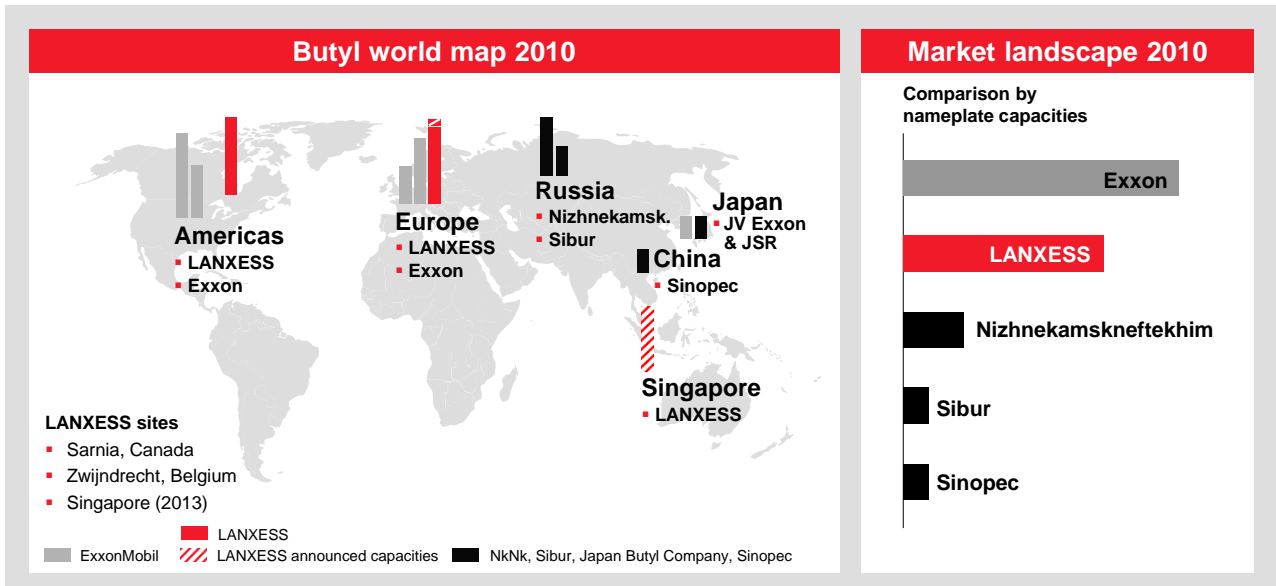 Butyl world map 2010
Americas
▪ LANXESS
▪ Exxon
Europe
▪ LANXESS
▪ Exxon
Russia
▪ Nizhnekamsk.
▪ Sibur
Japan
▪ JV Exxon
& JSR
China
▪ Sinopec
Singapore
▪ LANXESS
LANXESS sites
▪ Sarnia, Canada
▪ Zwijndrecht, Belgium
▪ Singapore (2013)
LANXESS
ExxonMobil
LANXESS announced capacities
NkNk, Sibur, Japan Butyl Company, Sinopec
Market landscape 2010
Comparison by
nameplate capacities
Exxon
LANXESS
Nizhnekamskneftekhim
Sibur
Sinopec